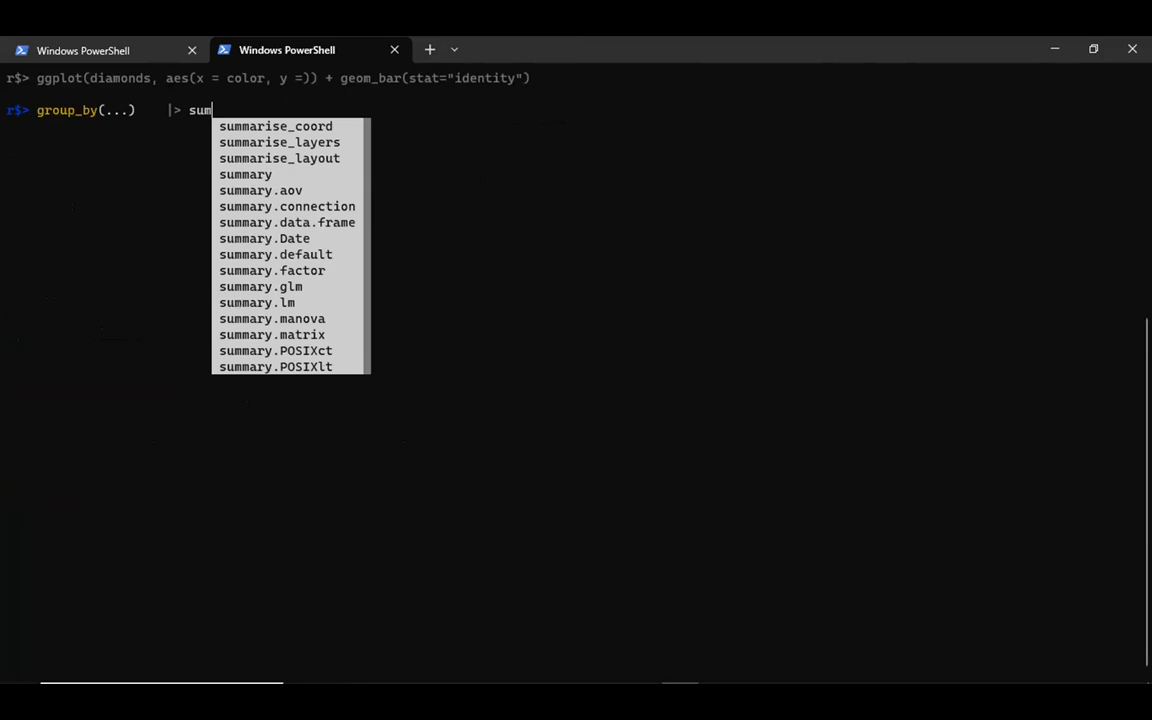 Windows PowerShell
Windows PowerShell
r$> ggplot(diamonds, aes(x = color, y =)) + geom_bar(stat="identity")
r$> group_by(...)    |> sum
summarise_coord
summarise_layers
summarise_layout
summary
summary.aov
summary.connection
summary.data.frame
summary.Date
summary.default
summary.factor
summary.glm
summary.lm
summary.manova
summary.matrix
summary.POSIXct
summary.POSIXlt